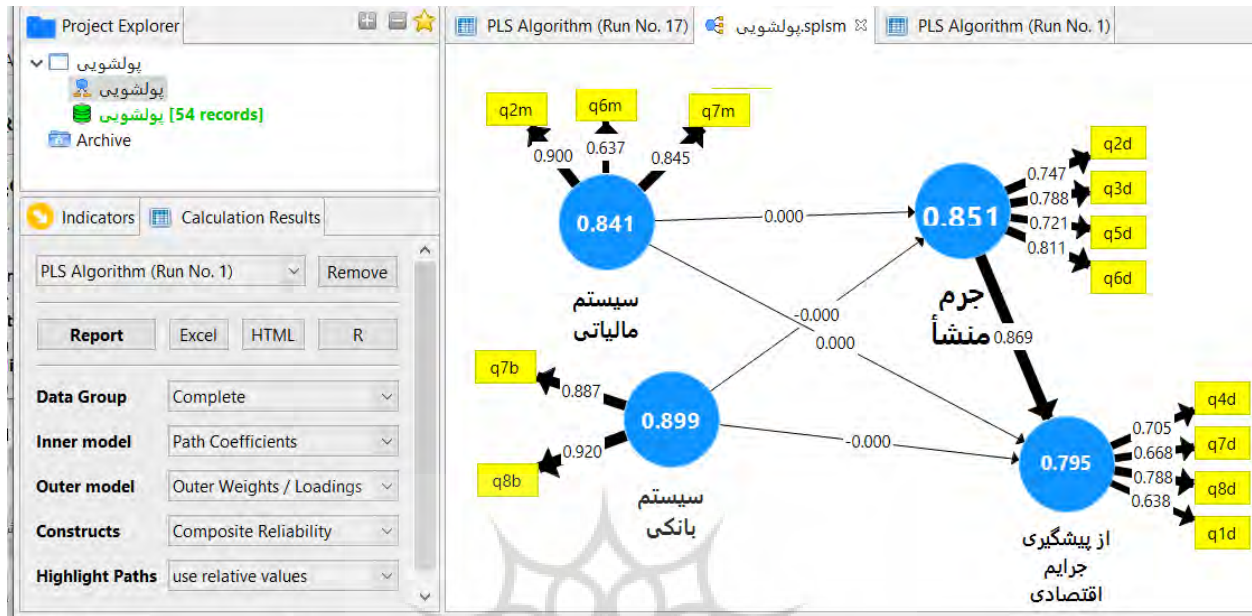 Project Explorer
پولشویی
پولشویی
پولشویی [54 records]
Archive
Indicators
Calculation Results
PLS Algorithm (Run No. 1)
Remove
Report
Excel
HTML
R
Data Group
Complete
Inner model
Path Coefficients
Outer model
Outer Weights / Loadings
Constructs
Composite Reliability
Highlight Paths
use relative values
PLS Algorithm (Run No. 17)
پولشویی.splsm
PLS Algorithm (Run No. 1)
q2m
q6m
q7m
0.900
0.637
0.845
0.841
سیستم
مالیاتی
0.000
0.000
q7b
q8b
0.887
0.920
0.899
سیستم
بانکی
-0.000
-0.000
0.851
جرم
منشأ
0.747
0.788
0.721
0.811
q2d
q3d
q5d
q6d
0.869
0.795
از پیشگیری
جرایم
اقتصادی
0.705
0.668
0.788
0.638
q4d
q7d
q8d
q1d